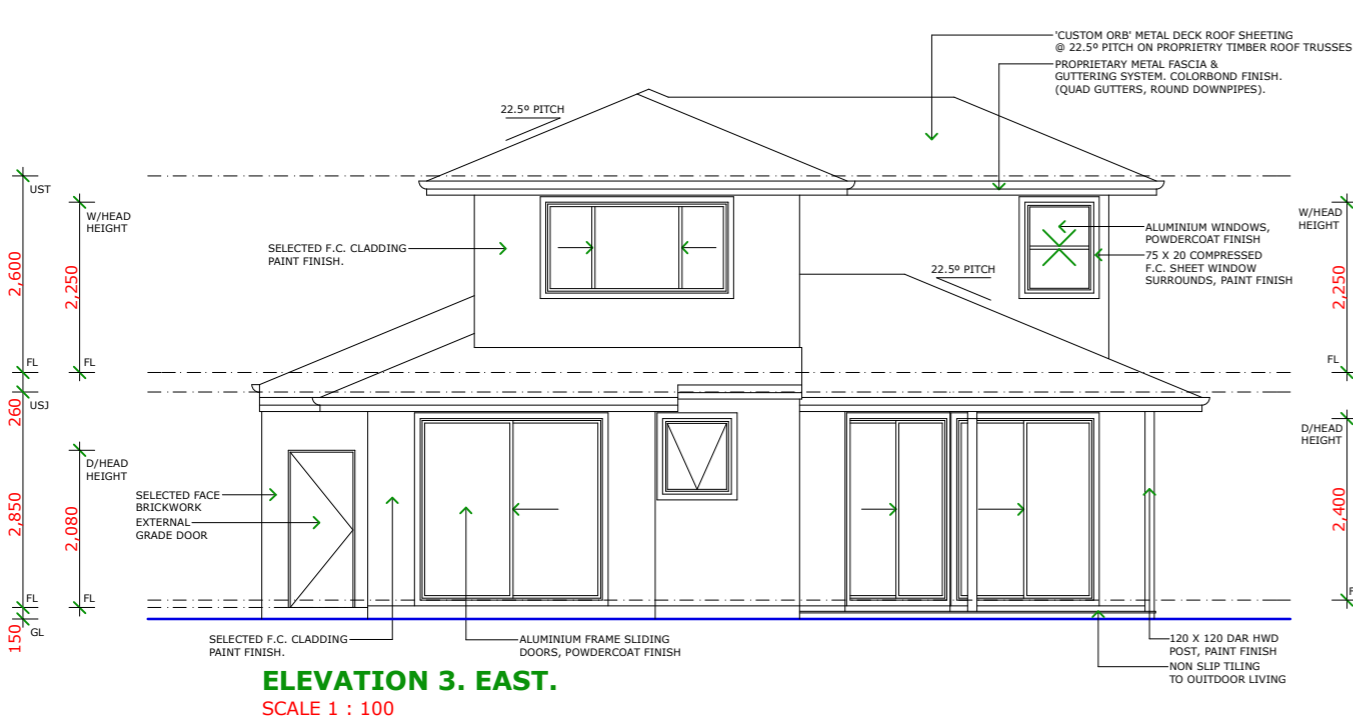 'CUSTOM ORB' METAL DECK ROOF SHEETING
@ 22.5º PITCH ON PROPRIETRY TIMBER ROOF TRUSSES
PROPRIETARY METAL FASCIA &
GUTTERING SYSTEM. COLORBOND FINISH.
(QUAD GUTTERS, ROUND DOWNPIPES).
22.5º PITCH
UST
W/HEAD
HEIGHT
2,600
2,250
SELECTED F.C. CLADDING
PAINT FINISH.
22.5º PITCH
ALUMINIUM WINDOWS,
POWDERCOAT FINISH
75 X 20 COMPRESSED
F.C. SHEET WINDOW
SURROUNDS, PAINT FINISH
W/HEAD
HEIGHT
2,250
FL
FL
FL
260
USJ
D/HEAD
HEIGHT
2,850
2,080
SELECTED FACE
BRICKWORK
EXTERNAL
GRADE DOOR
D/HEAD
HEIGHT
2,400
FL
FL
150
GL
SELECTED F.C. CLADDING
PAINT FINISH.
ALUMINIUM FRAME SLIDING
DOORS, POWDERCOAT FINISH
120 X 120 DAR HWD
POST, PAINT FINISH
NON SLIP TILING
TO OUITDOOR LIVING
ELEVATION 3. EAST.
SCALE 1 : 100